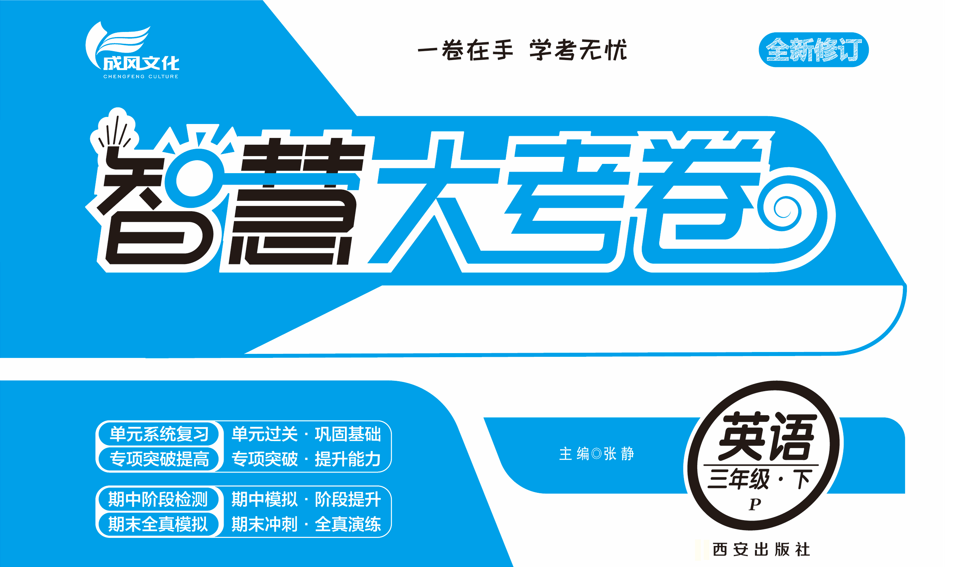 成风文化
CHENGFENG CULTURE
一卷在手 学考无忧
全新修订
智慧大考卷
单元系统复习 单元过关·巩固基础
专项突破提高 专项突破·提升能力
期中阶段检测 期中模拟·阶段提升
期末全真模拟 期末冲刺·全真演练
主编◎张静
英语
三年级·下
P
西安出版社